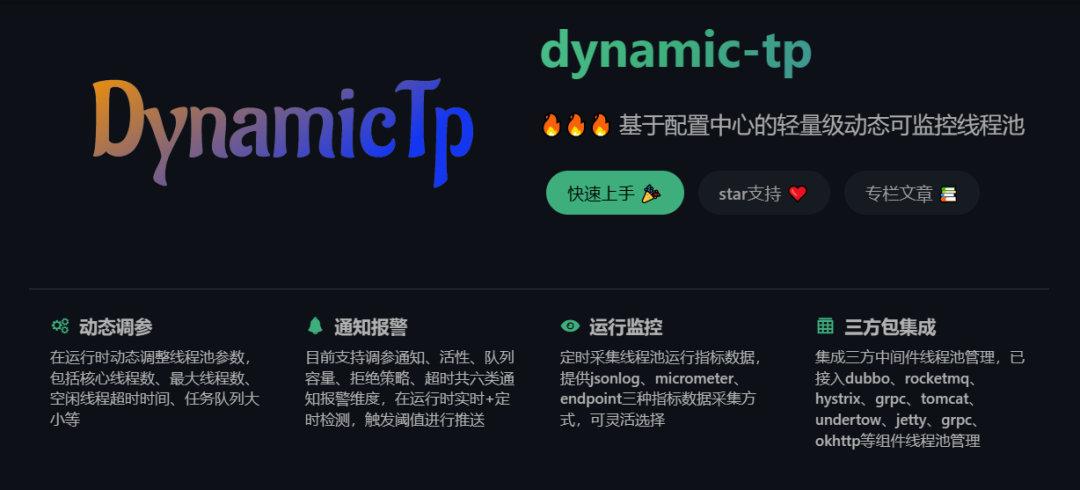 DynamicTp
dynamic-tp
🔥🔥🔥 基于配置中心的轻量级动态可监控线程池
快速上手 🎉
star支持 ❤️
专栏文章 📚
动态调参
在运行时动态调整线程池参数，
包括核心线程数、最大线程数、
空闲线程超时时间、任务队列大
小等
通知报警
目前支持调参通知、活性、队列
容量、拒绝策略、超时共六类通
知报警维度，在运行时实时+定
时检测，触发阈值进行推送
运行监控
定时采集线程池运行指标数据，
提供jsonlog、micrometer、
endpoint三种指标数据采集方
式，可灵活选择
三方包集成
集成三方中间件线程池管理，已
接入dubbo、rocketmq、
hystrix、grpc、tomcat、
undertow、jetty、grpc、
okhttp等组件线程池管理